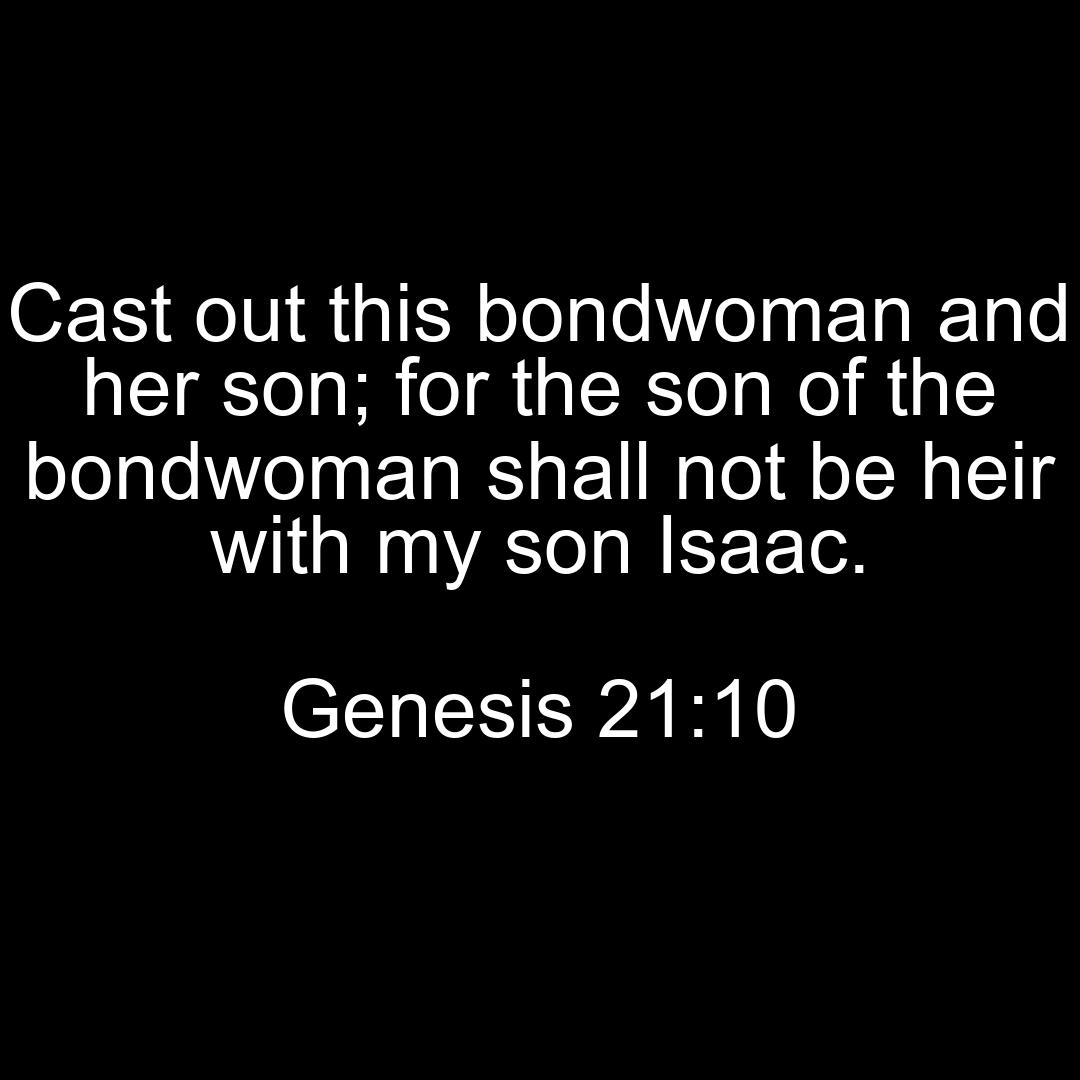 Cast out this bondwoman and
her son; for the son of the
bondwoman shall not be heir
with my son Isaac.
Genesis 21:10